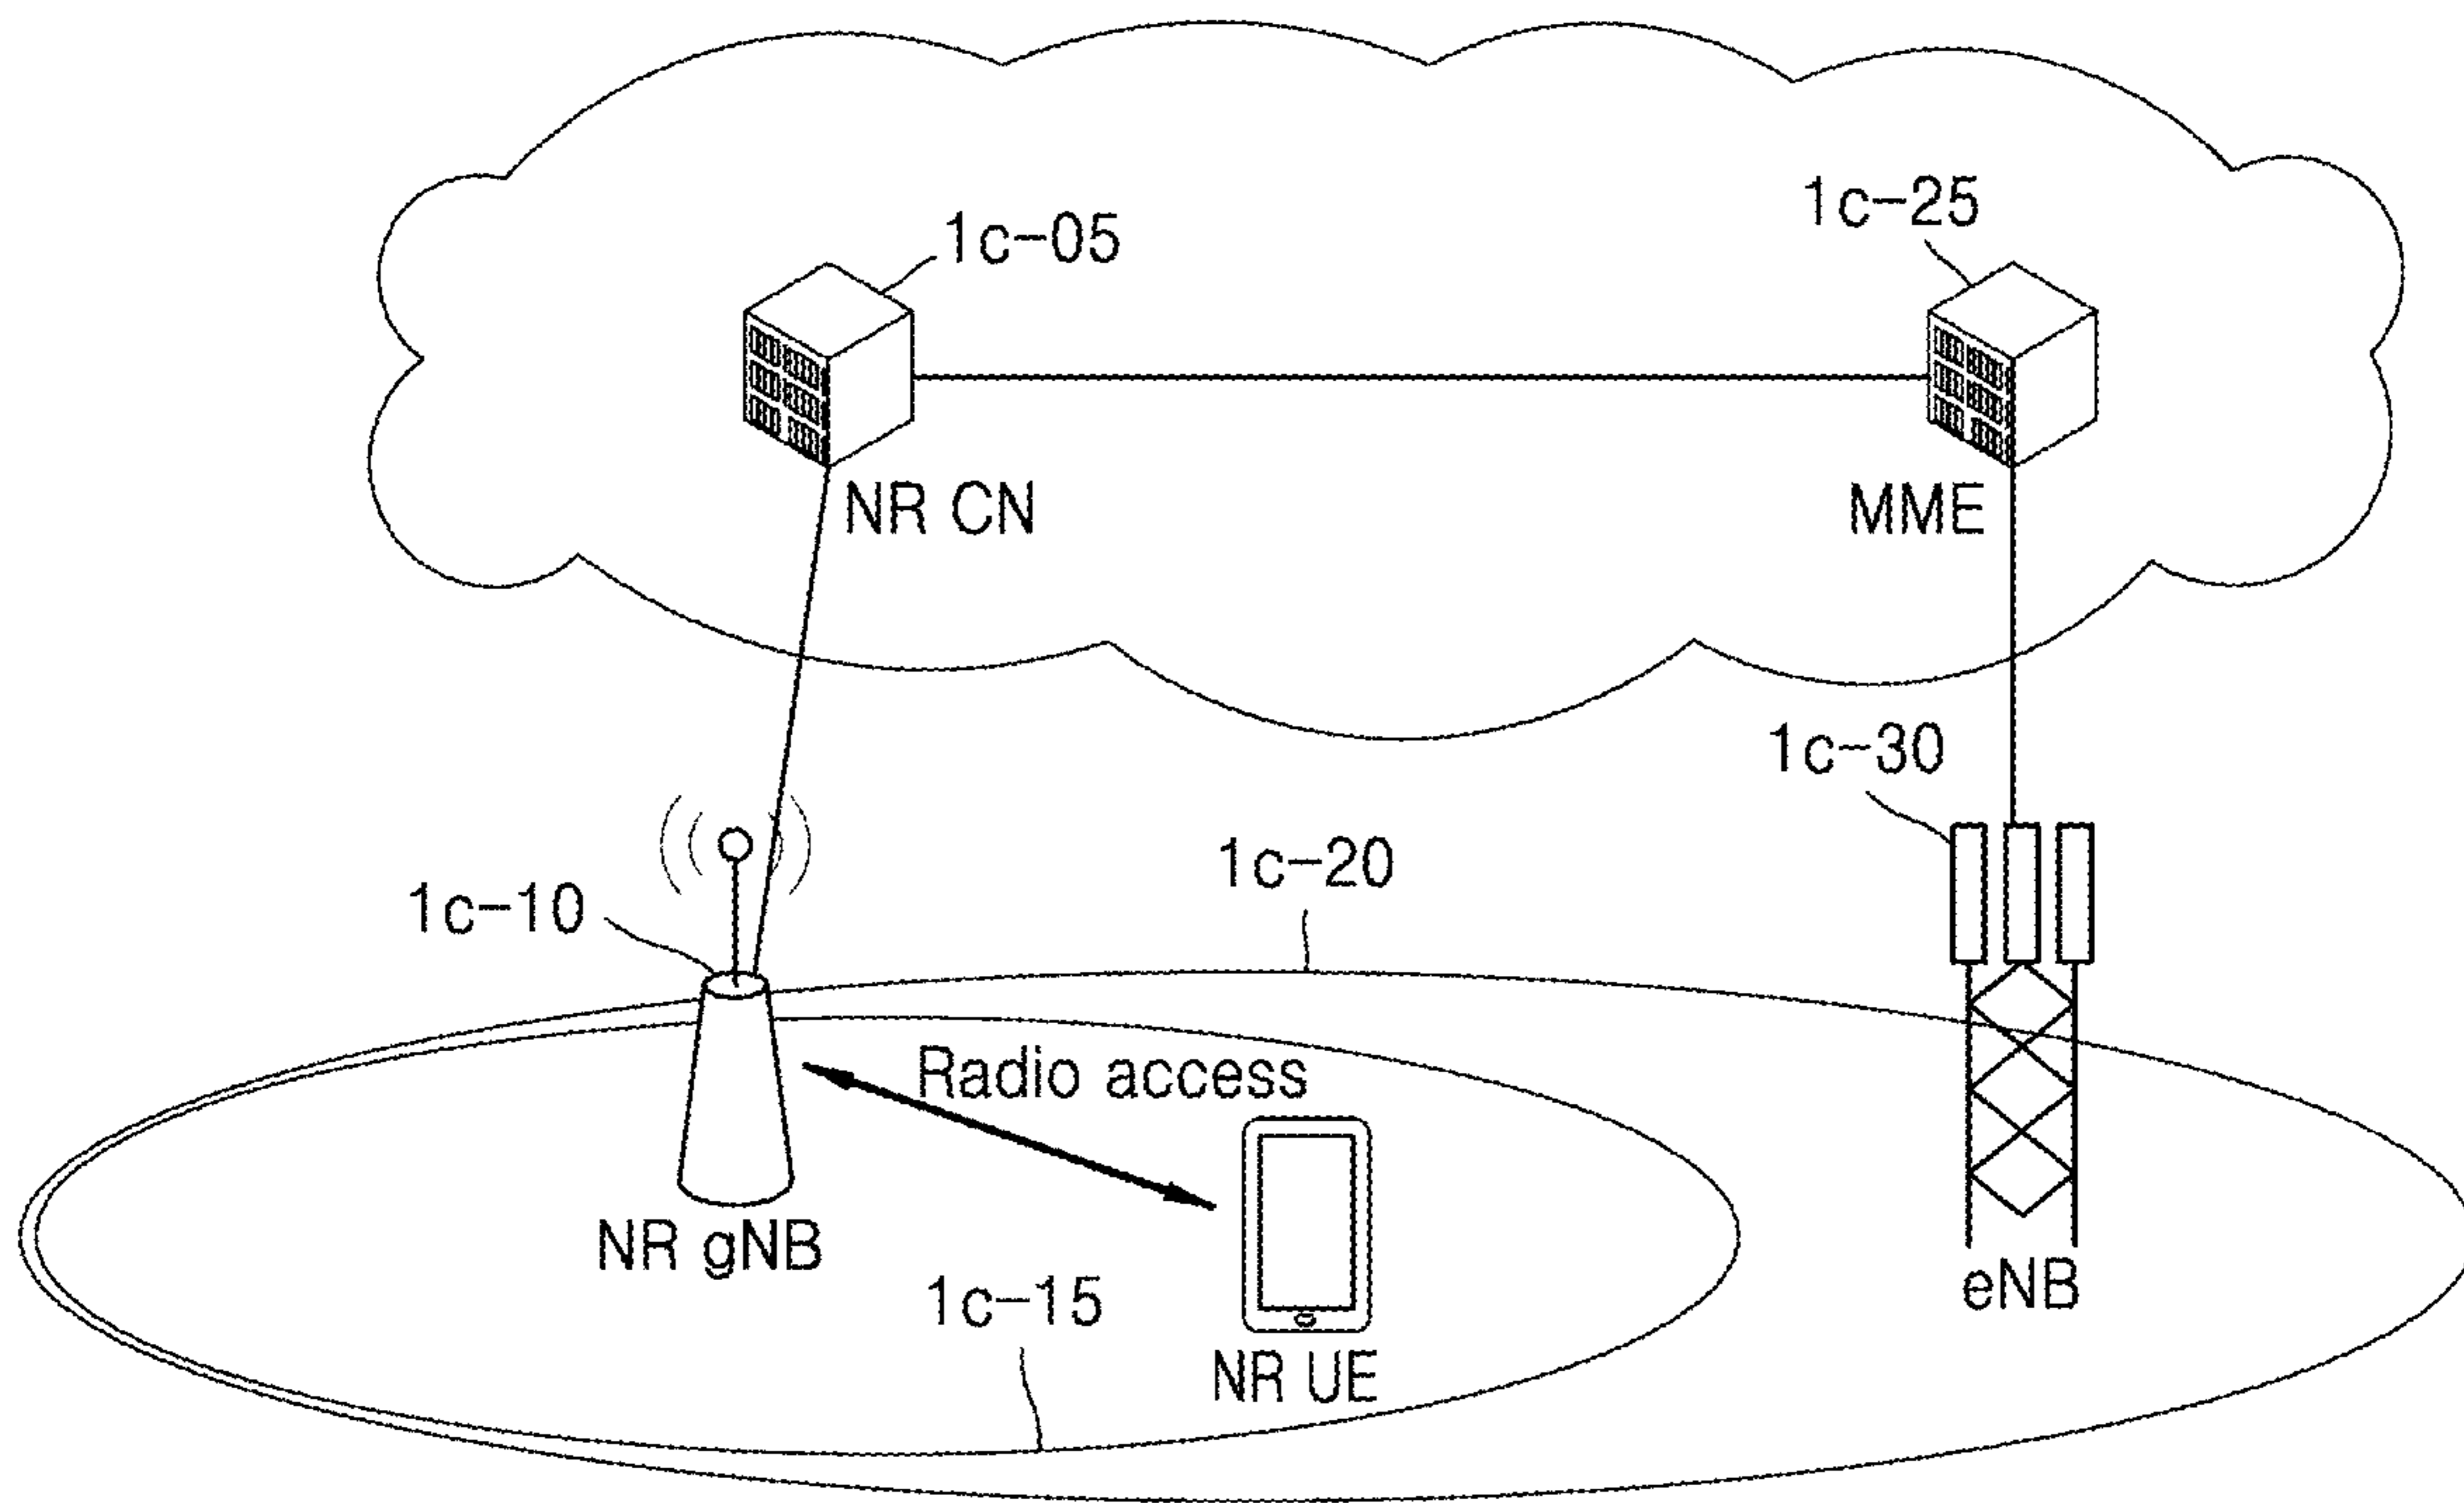 1c-25
1c-05
NR CN
MME
1c-30
1c-20
1c-10
Radio access
NR gNB
eNB
1c-15
NR UE